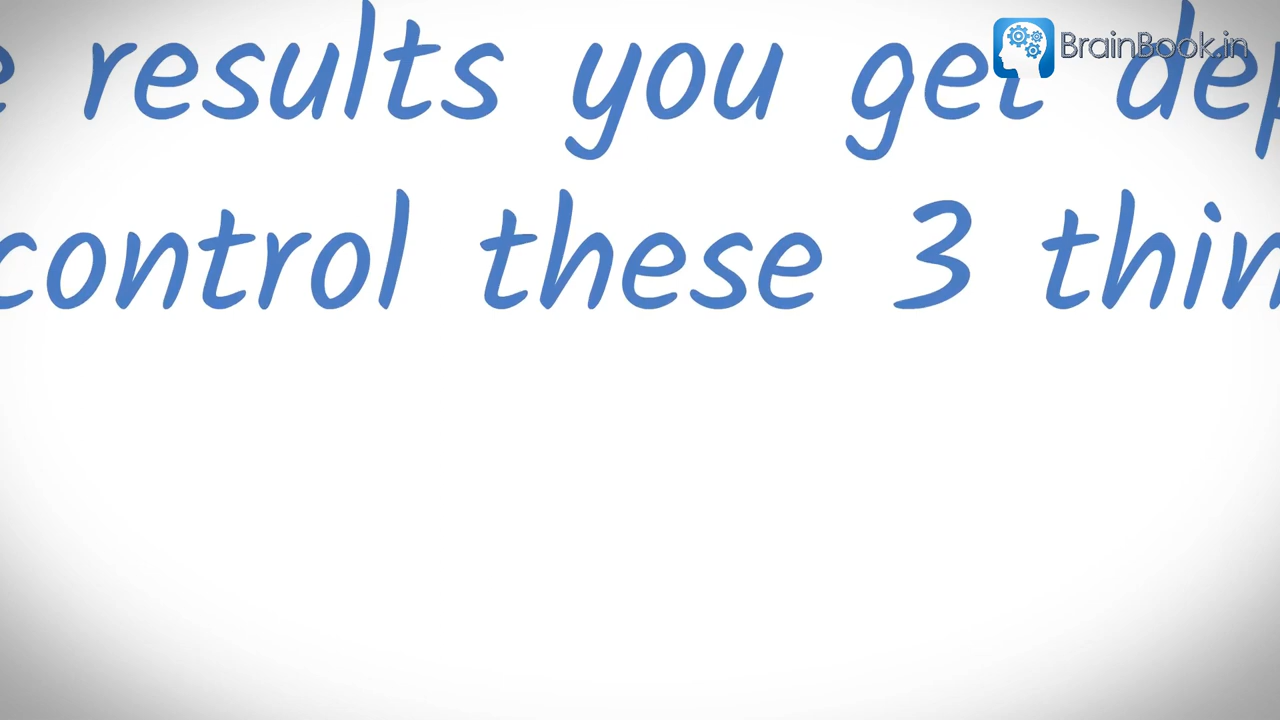 results you get
BrainBook.in
control these 3